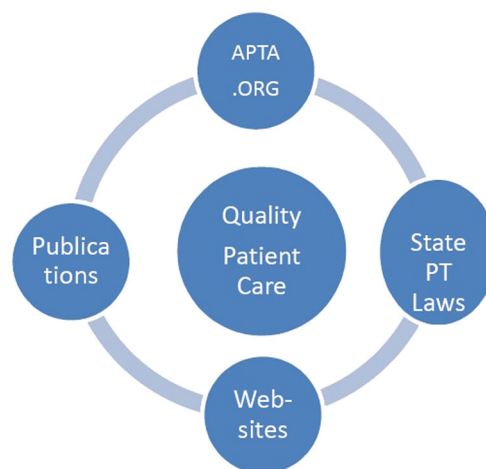 APTA
.ORG
Quality
Patient
Care
Publica
tions
State
PT
Laws
Web-
sites